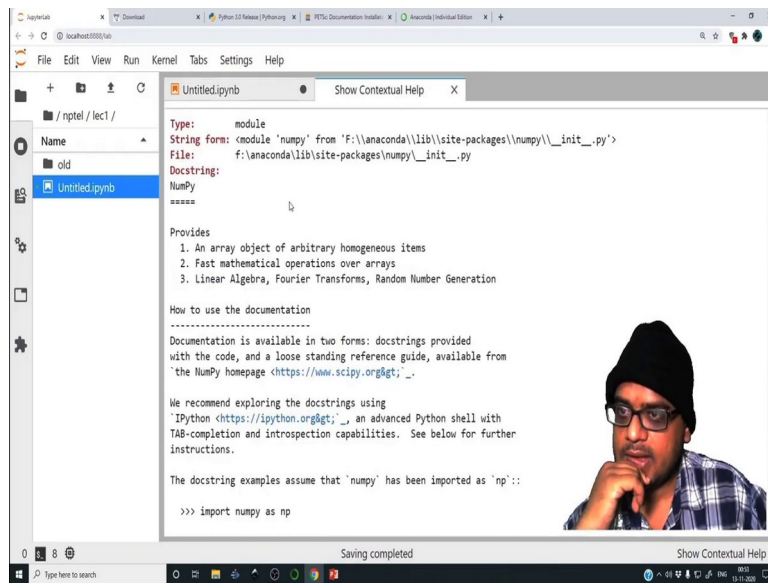 JupyterLab
Download
Python 3.0 Release | Python.org
PETSc: Documentation: Installati
Anaconda | Individual Edition
localhost:8888/lab
File Edit View Run Kernel Tabs Settings Help
Untitled.ipynb
Show Contextual Help
/ nptel / lec1 /
Name
old
Untitled.ipynb
Type: module
String form: <module 'numpy' from 'F:\\anaconda\\lib\\site-packages\\numpy\\__init__.py'>
File: f:\anaconda\lib\site-packages\numpy\__init__.py
Docstring:
NumPy
=====
Provides
1. An array object of arbitrary homogeneous items
2. Fast mathematical operations over arrays
3. Linear Algebra, Fourier Transforms, Random Number Generation
How to use the documentation
----------------------------
Documentation is available in two forms: docstrings provided
with the code, and a loose standing reference guide, available from
`the NumPy homepage <https://www.scipy.org&gt;`_.
We recommend exploring the docstrings using
`IPython <https://ipython.org&gt;`_, an advanced Python shell with
TAB-completion and introspection capabilities. See below for further
instructions.
The docstring examples assume that `numpy` has been imported as `np`::
>>> import numpy as np
0 8
Saving completed
Show Contextual Help
Type here to search
ENG
00:51
13-11-2020